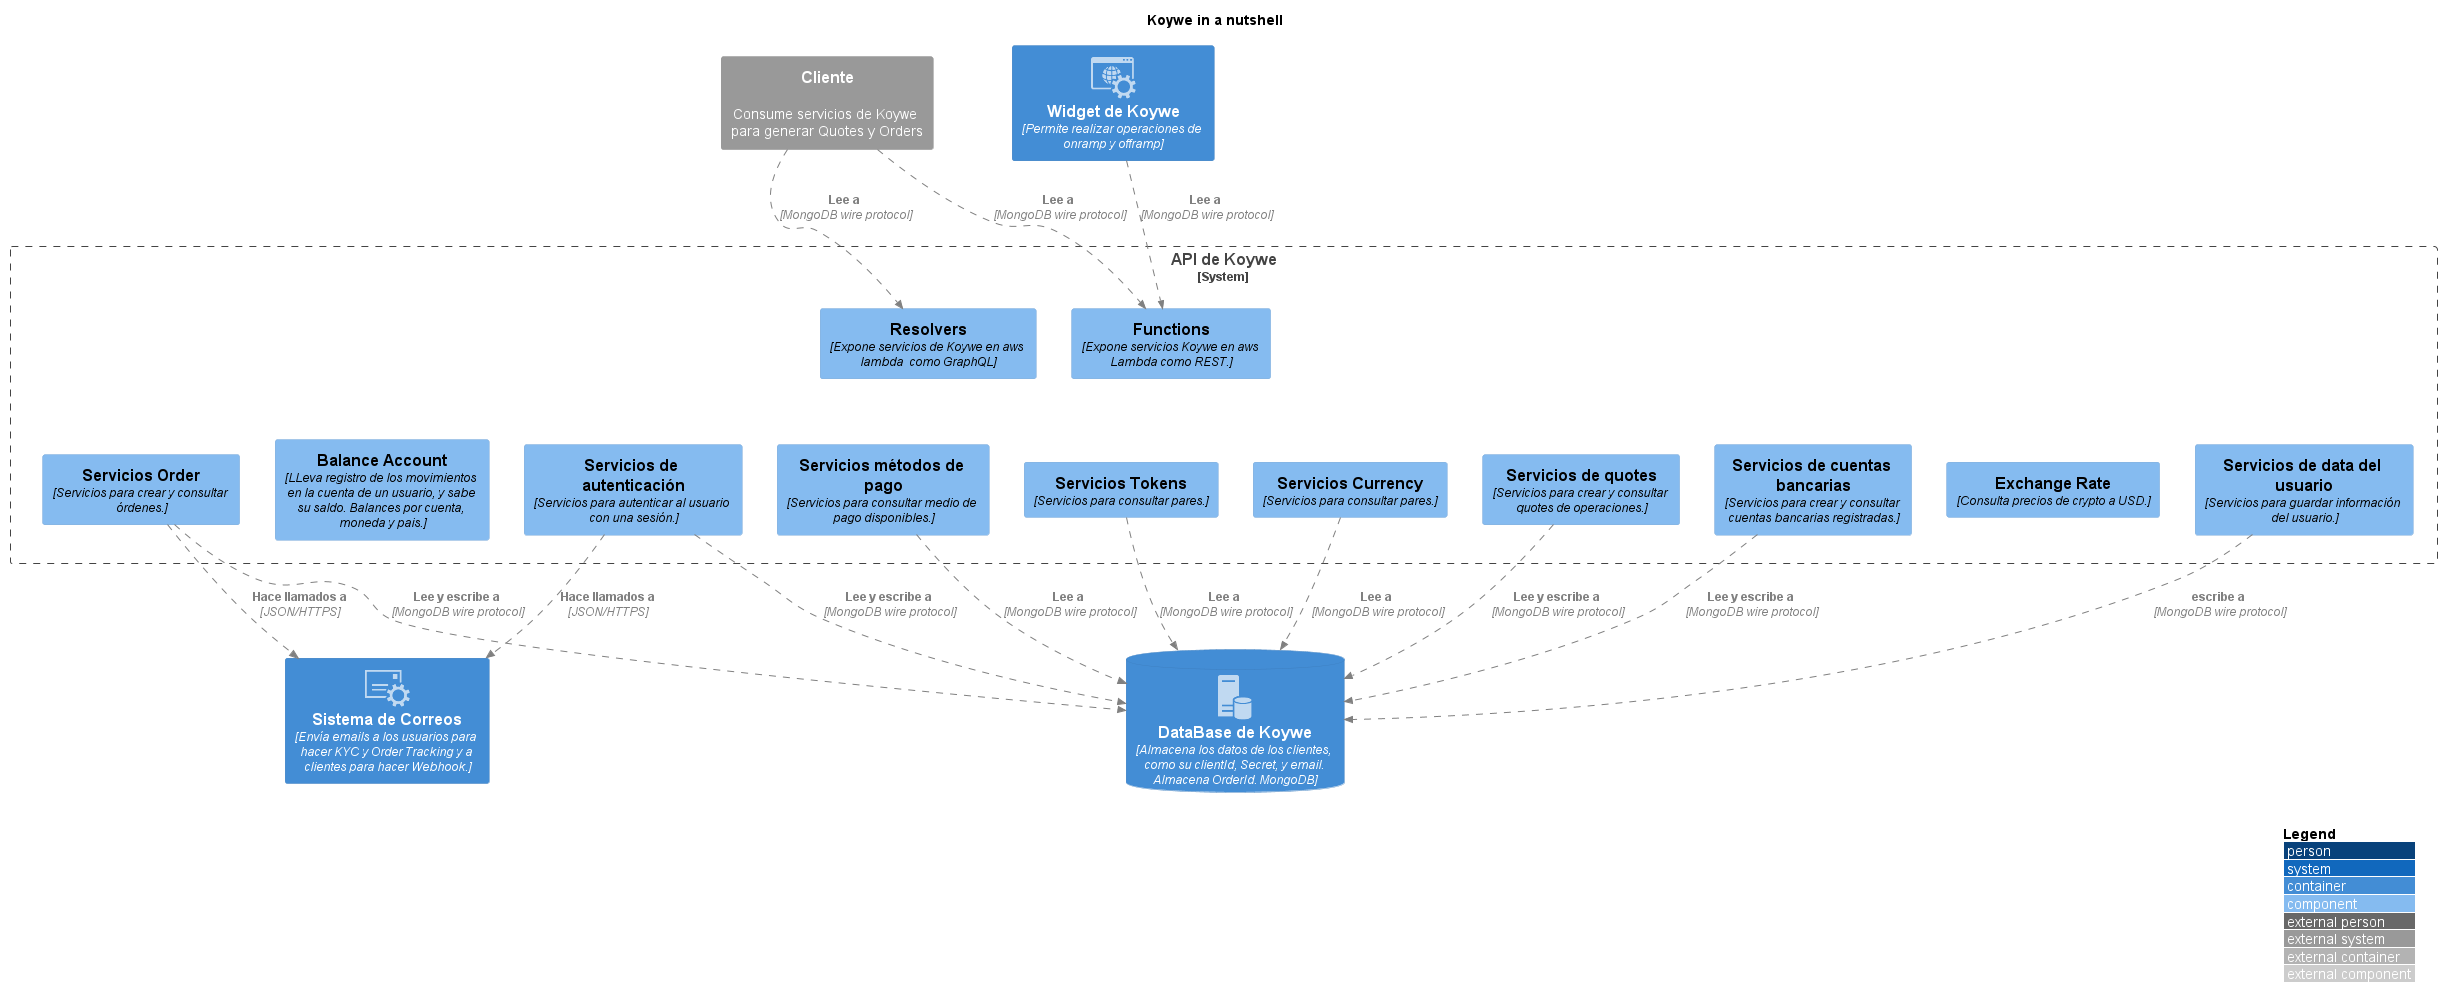 Koywe in a nutshell
Cliente
Consume servicios de Koywe
para generar Quotes y Orders
Widget de Koywe
[Permite realizar operaciones de
onramp y offramp]
Lee a
[MongoDB wire protocol]
Lee a
[MongoDB wire protocol]
Lee a
[MongoDB wire protocol]
API de Koywe
[System]
Resolvers
[Expone servicios de Koywe en aws
lambda  como GraphQL]
Functions
[Expone servicios Koywe en aws
Lambda como REST.]
Servicios Order
[Servicios para crear y consultar
órdenes.]
Balance Account
[LLeva registro de los movimientos
en la cuenta de un usuario, y sabe
su saldo. Balances por cuenta,
moneda y país.]
Servicios de
autenticación
[Servicios para autenticar al usuario
con una sesión.]
Servicios métodos de
pago
[Servicios para consultar medio de
pago disponibles.]
Servicios Tokens
[Servicios para consultar pares.]
Servicios Currency
[Servicios para consultar pares.]
Servicios de quotes
[Servicios para crear y consultar
quotes de operaciones.]
Servicios de cuentas
bancarias
[Servicios para crear y consultar
cuentas bancarias registradas.]
Exchange Rate
[Consulta precios de crypto a USD.]
Servicios de data del
usuario
[Servicios para guardar información
del usuario.]
Hace llamados a
[JSON/HTTPS]
Lee y escribe a
[MongoDB wire protocol]
Hace llamados a
[JSON/HTTPS]
Lee y escribe a
[MongoDB wire protocol]
Lee a
[MongoDB wire protocol]
Lee a
[MongoDB wire protocol]
Lee a
[MongoDB wire protocol]
Lee y escribe a
[MongoDB wire protocol]
Lee y escribe a
[MongoDB wire protocol]
escribe a
[MongoDB wire protocol]
Sistema de Correos
[Envía emails a los usuarios para
hacer KYC y Order Tracking y a
clientes para hacer Webhook.]
DataBase de Koywe
[Almacena los datos de los clientes,
como su clientId, Secret, y email.
Almacena OrderId. MongoDB]
Legend
person
system
container
component
external person
external system
external container
external component